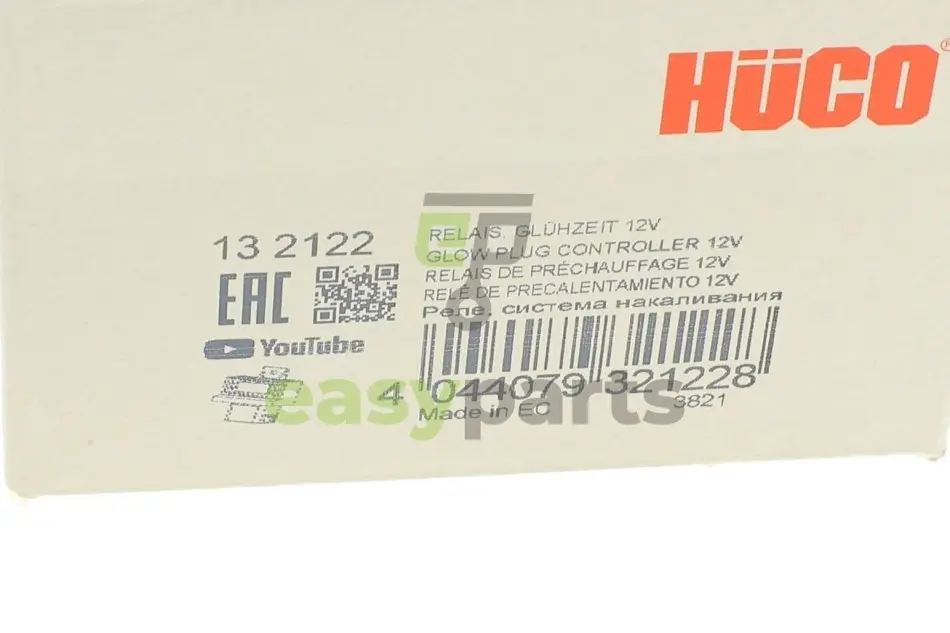 HÜCO
13 2122
EAC
YouTube
RELAIS, GLÜHZEIT 12V
GLOW PLUG CONTROLLER 12V
RELAIS DE PRÉCHAUFFAGE 12V
RELÉ DE PRECALENTAMIENTO 12V
Реле, система накаливания
4 044079 321228
Made in EC
3821
easyparts